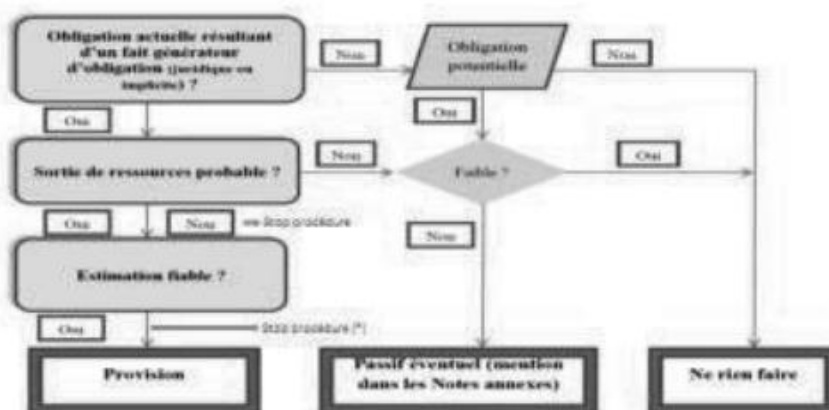 Obligation actuelle résultant
d'un fait générateur
d'obligation (juridique ou
implicite) ?
Non
Obligation
potentielle
Non
Oui
Oui
Sortie de ressources probable ?
Non
Faible ?
Oui
Oui
Non
Stop procédure
Non
Estimation fiable ?
Oui
Stop procédure (*)
Provision
Passif éventuel (mention
dans les Notes annexes)
Ne rien faire